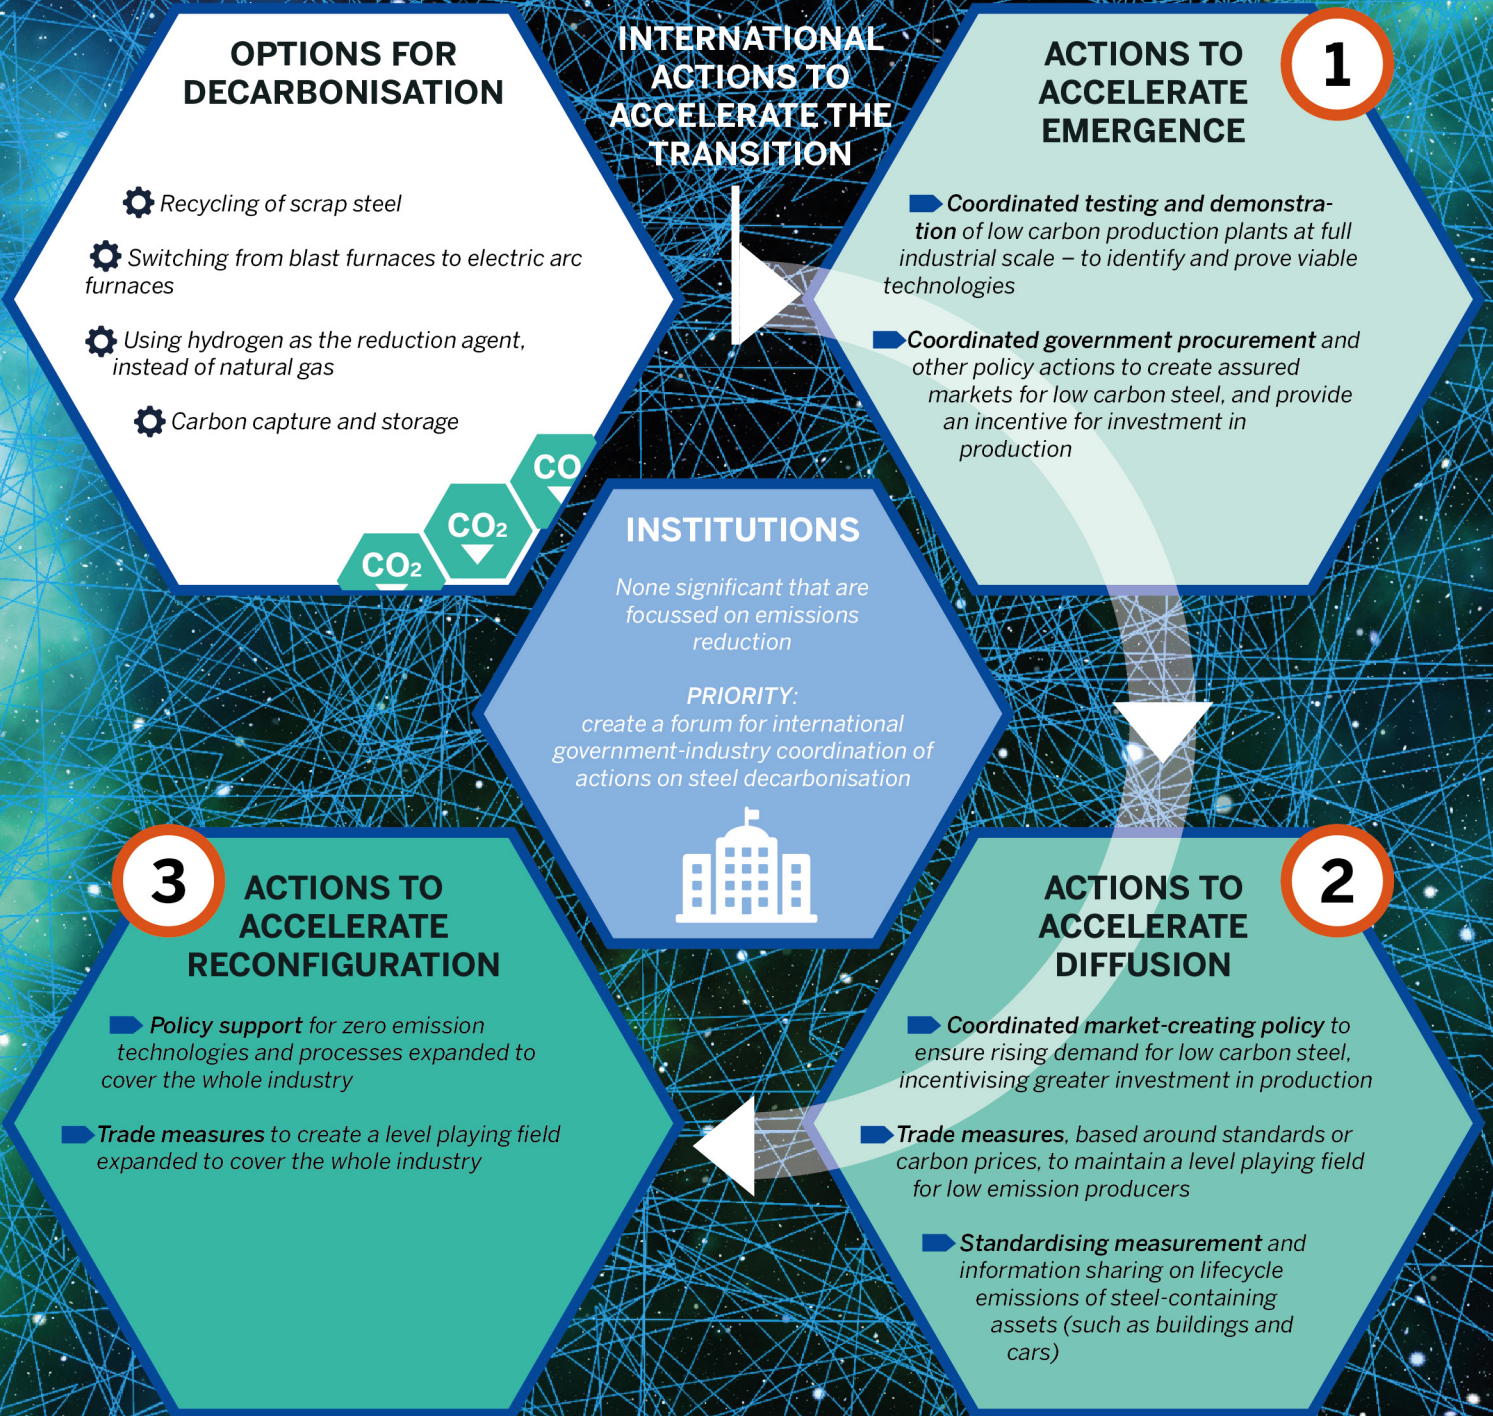 OPTIONS FOR
DECARBONISATION
Recycling of scrap steel
Switching from blast furnaces to electric arc
furnaces
Using hydrogen as the reduction agent,
instead of natural gas
Carbon capture and storage
CO
CO₂
CO₂
INTERNATIONAL
ACTIONS TO
ACCELERATE THE
TRANSITION
1
ACTIONS TO
ACCELERATE
EMERGENCE
Coordinated testing and demonstra-
tion of low carbon production plants at full
industrial scale – to identify and prove viable
technologies
Coordinated government procurement and
other policy actions to create assured
markets for low carbon steel, and provide
an incentive for investment in
production
INSTITUTIONS
None significant that are
focussed on emissions
reduction
PRIORITY:
create a forum for international
government-industry coordination of
actions on steel decarbonisation
2
ACTIONS TO
ACCELERATE
DIFFUSION
Coordinated market-creating policy to
ensure rising demand for low carbon steel,
incentivising greater investment in production
Trade measures, based around standards or
carbon prices, to maintain a level playing field
for low emission producers
Standardising measurement and
information sharing on lifecycle
emissions of steel-containing
assets (such as buildings and
cars)
3
ACTIONS TO
ACCELERATE
RECONFIGURATION
Policy support for zero emission
technologies and processes expanded to
cover the whole industry
Trade measures to create a level playing field
expanded to cover the whole industry